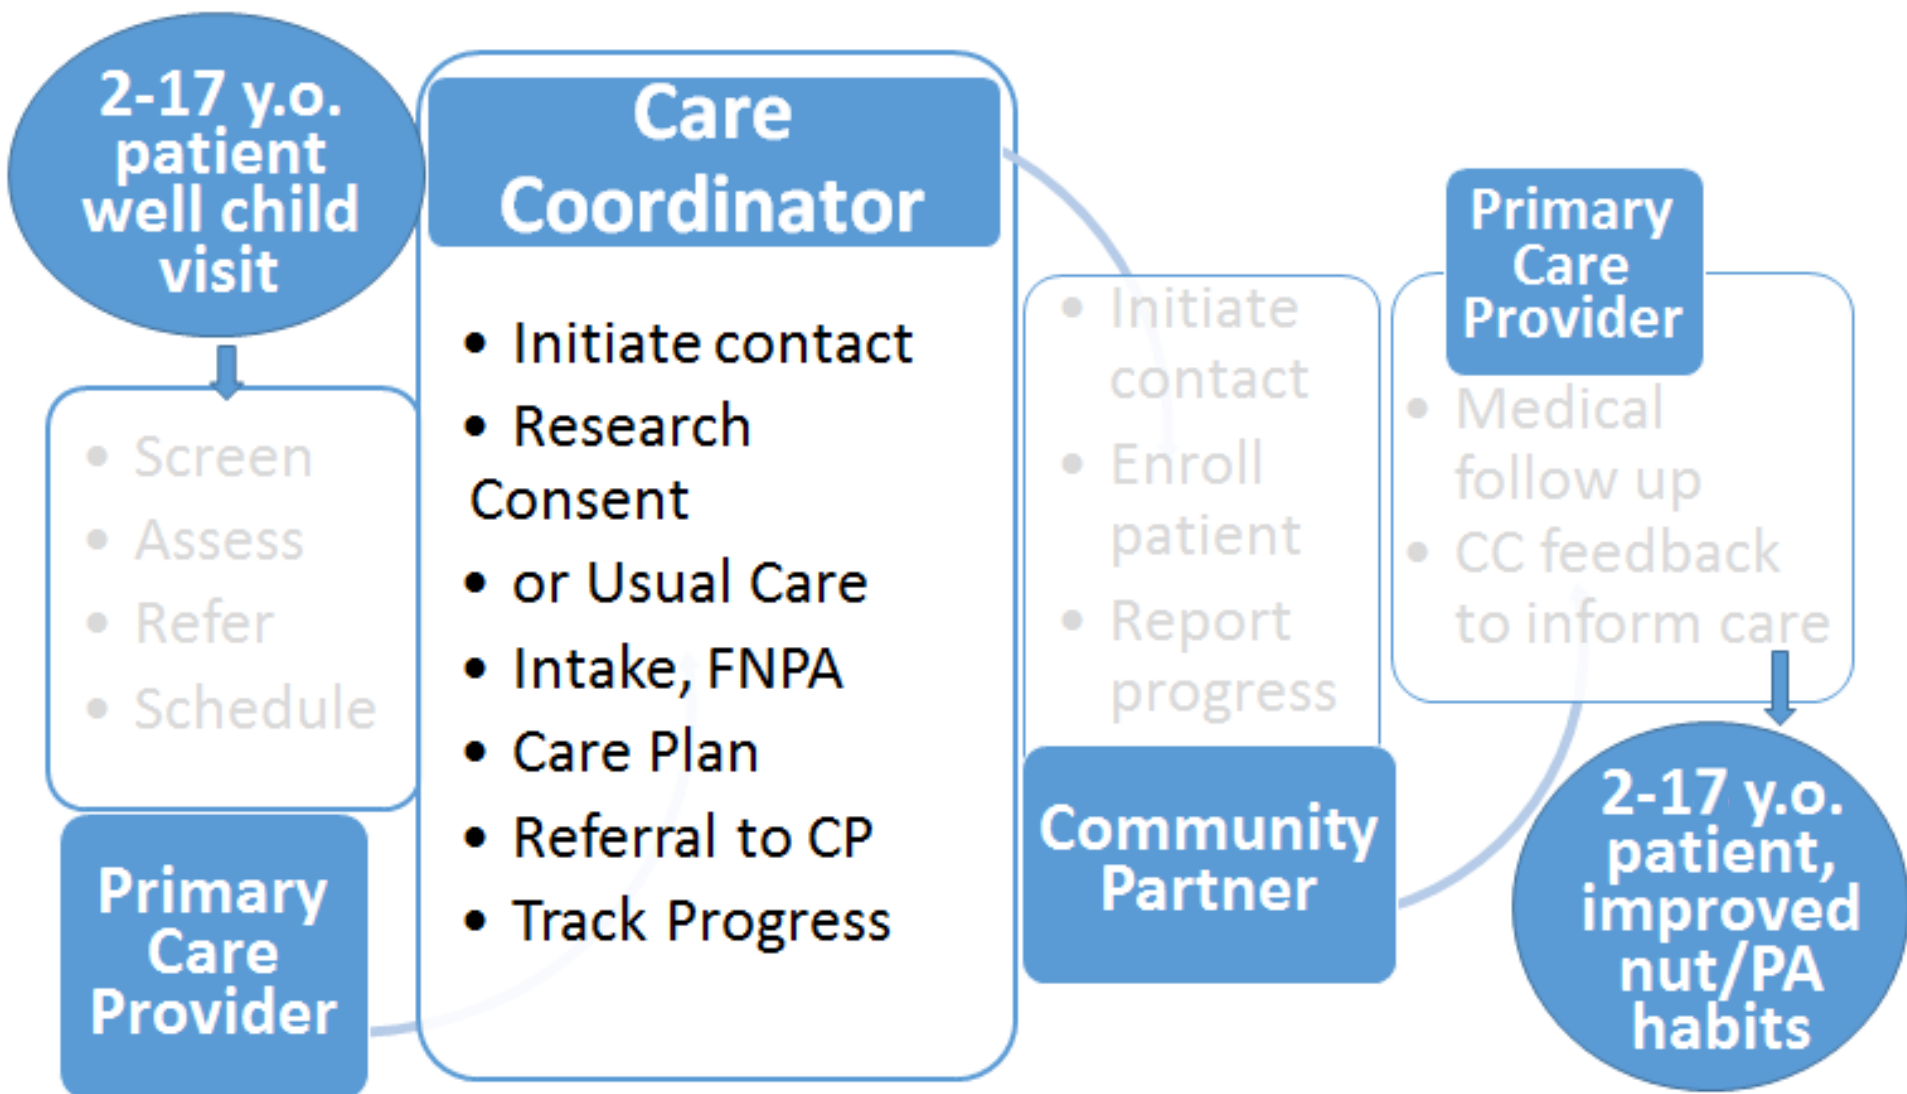 2-17 y.o.
patient
well child
visit
• Screen
• Assess
• Refer
• Schedule
Primary
Care
Provider
Care
Coordinator
• Initiate contact
• Research
Consent
• or Usual Care
• Intake, FNPA
• Care Plan
• Referral to CP
• Track Progress
• Initiate
contact
• Enroll
patient
• Report
progress
Community
Partner
Primary
Care
Provider
• Medical
follow up
• CC feedback
to inform care
2-17 y.o.
patient,
improved
nut/PA
habits